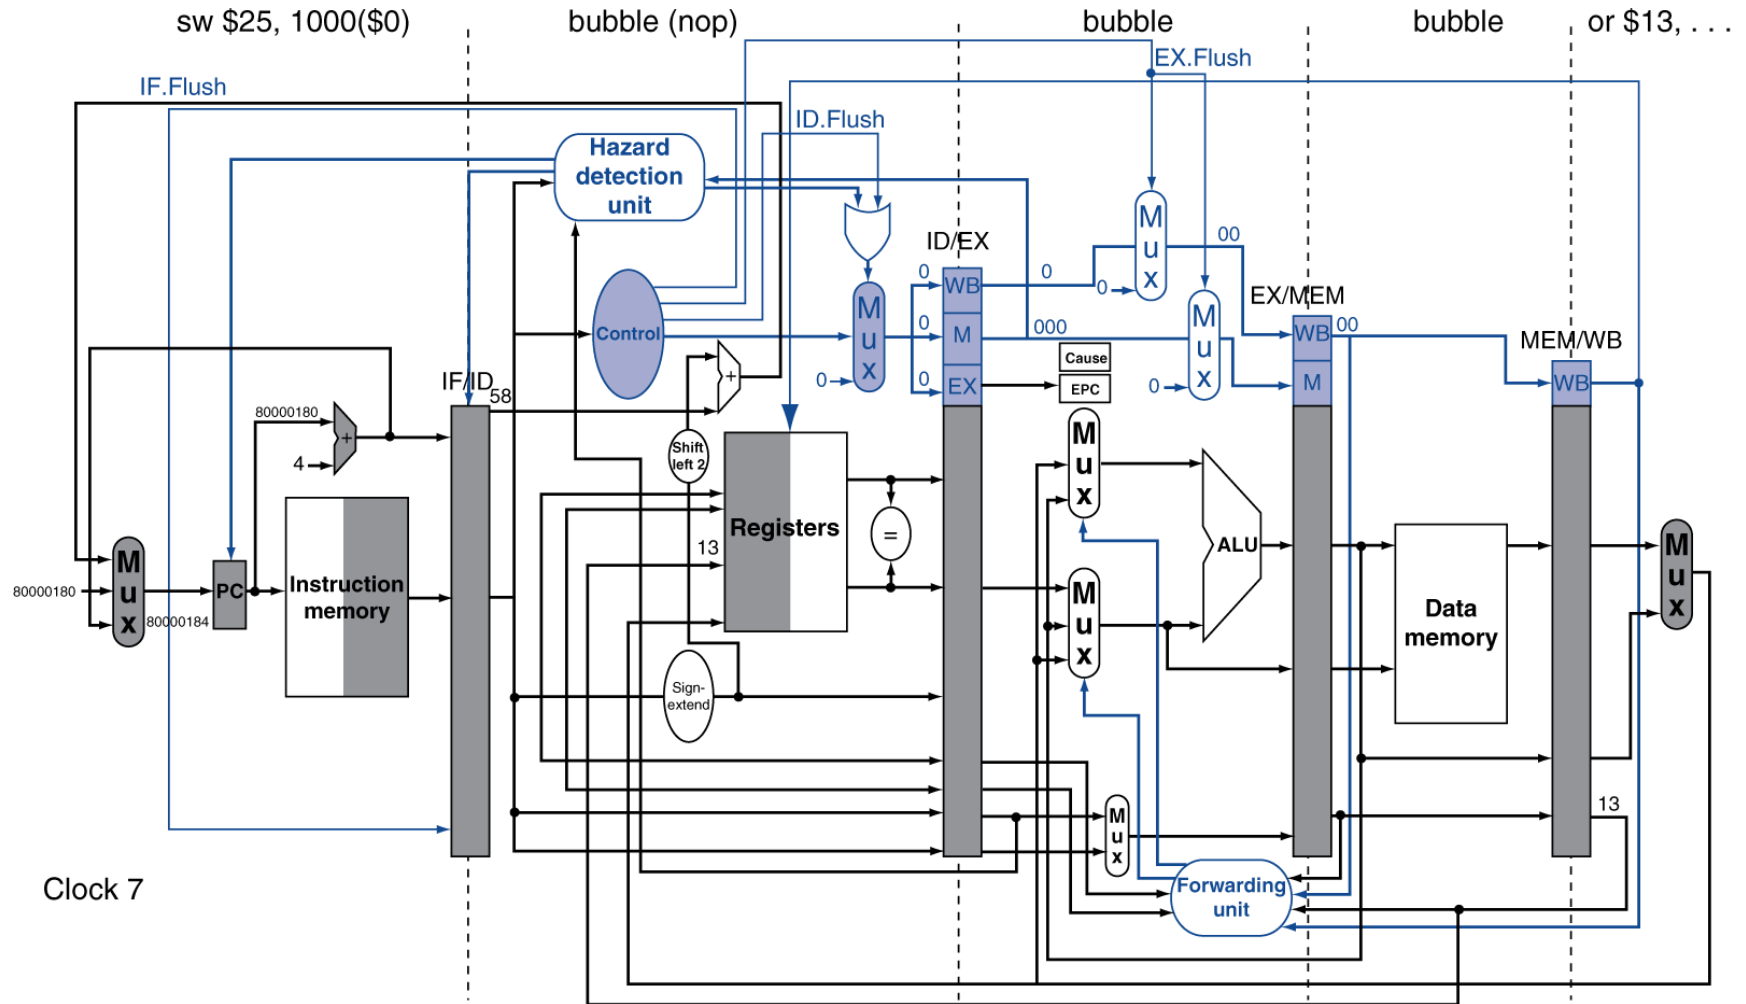 sw $25, 1000($0)
bubble (nop)
bubble
bubble
or $13, . . .
EX.Flush
IF.Flush
ID.Flush
Hazard
detection
unit
M
u
x
00
ID/EX
0
WB
0
0
EX/MEM
M
u
x
0
M
000
M
u
x
0
WB
00
MEM/WB
Control
0
EX
Cause
EPC
M
WB
+
IF/ID
58
80000180
+
4
Shift
left 2
M
u
x
Registers
=
13
ALU
M
u
x
M
u
x
80000180
80000184
PC
Instruction
memory
M
u
x
Data
memory
Sign-
extend
M
u
x
13
Forwarding
unit
Clock 7